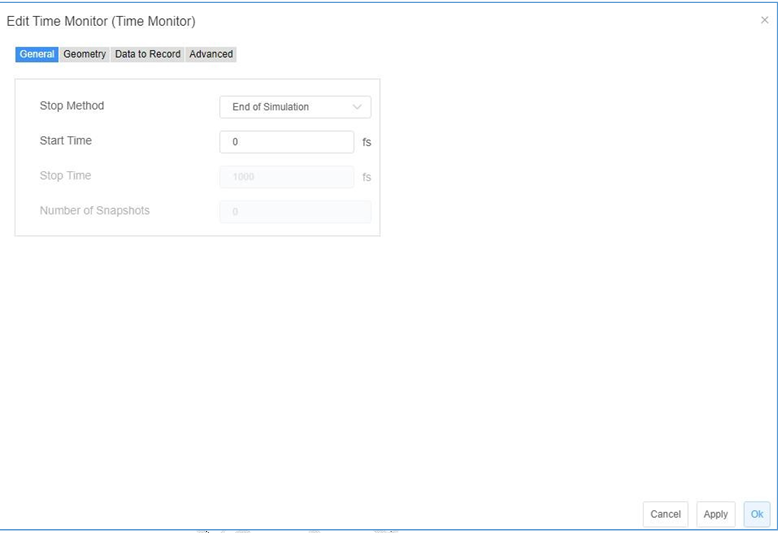 Edit Time Monitor (Time Monitor)
General Geometry Data to Record Advanced
Stop Method End of Simulation
Start Time 0 fs
Stop Time 1000 fs
Number of Snapshots 0
Cancel Apply Ok